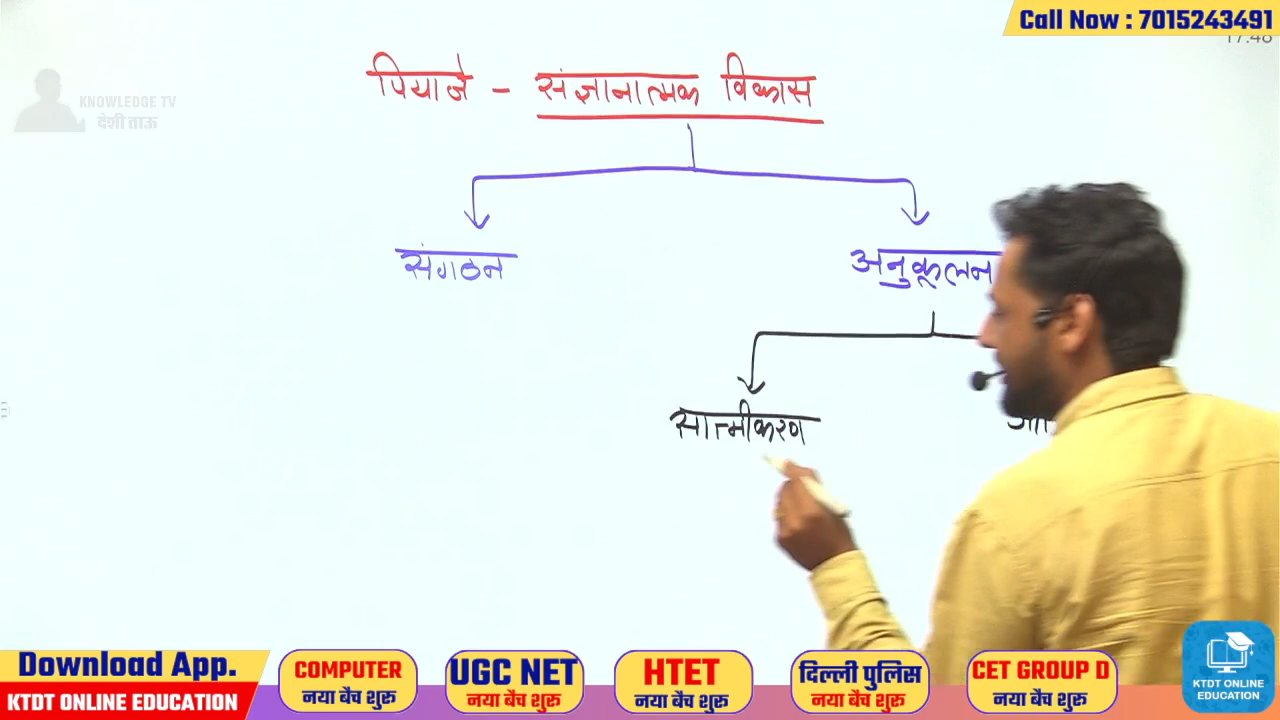 Call Now : 7015243491
17:48
KNOWLEDGE TV
देशी ताऊ
पियाजे - संज्ञानात्मक विकास
संगठन
अनुकूलन
सात्मीकरण
Download App.
KTDT ONLINE EDUCATION
COMPUTER
नया बैच शुरू
UGC NET
नया बैच शुरू
HTET
नया बैच शुरू
दिल्ली पुलिस
नया बैच शुरू
CET GROUP D
नया बैच शुरू
KTDT ONLINE
EDUCATION